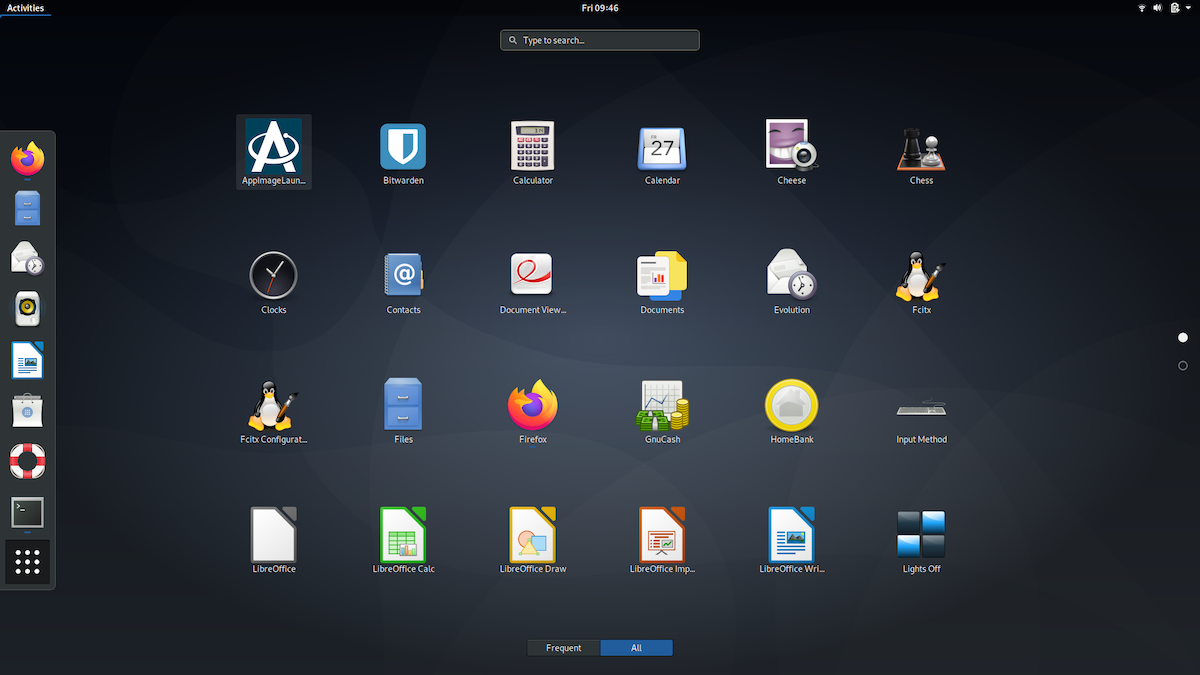 Activities
Fri 09:46
Type to search...
AppImageLaun...
Bitwarden
Calculator
FR
27
Calendar
Cheese
Chess
Clocks
@
Contacts
Document View...
Documents
Evolution
Fcitx
Fcitx Configurat...
Files
Firefox
GnuCash
HomeBank
Input Method
LibreOffice
LibreOffice Calc
LibreOffice Draw
LibreOffice Imp...
LibreOffice Wri...
Lights Off
>_
Frequent
All